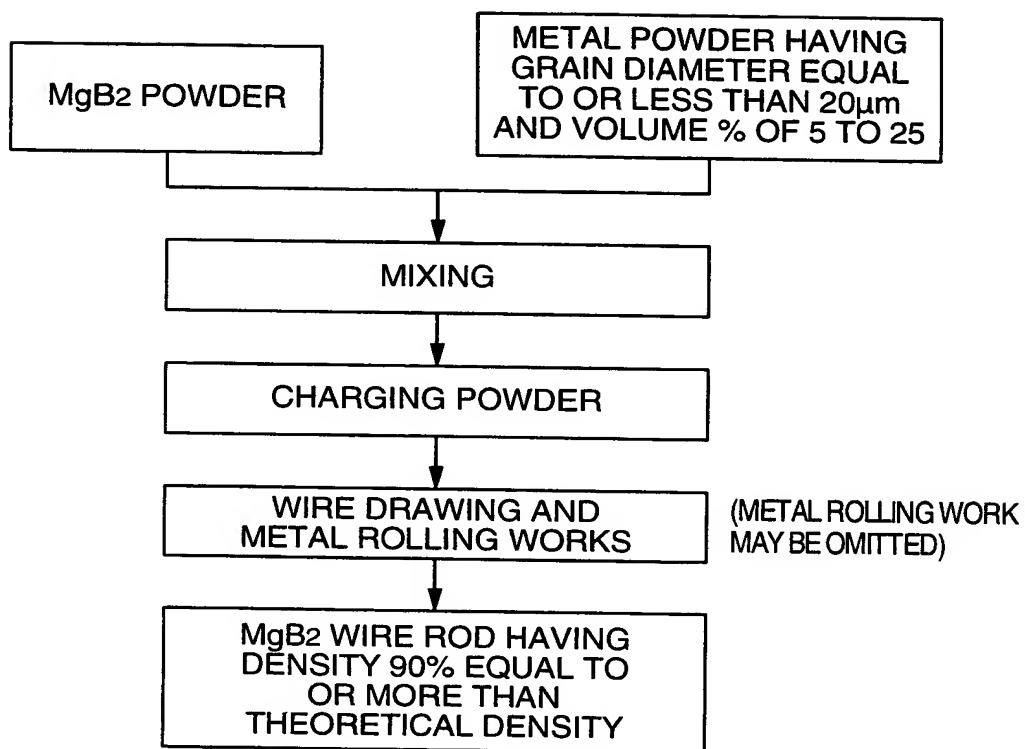 MgB2 POWDER
METAL POWDER HAVING
GRAIN DIAMETER EQUAL
TO OR LESS THAN 20µm
AND VOLUME % OF 5 TO 25
MIXING
CHARGING POWDER
WIRE DRAWING AND
METAL ROLLING WORKS
(METAL ROLLING WORK
MAY BE OMITTED)
MgB2 WIRE ROD HAVING
DENSITY 90% EQUAL TO
OR MORE THAN
THEORETICAL DENSITY